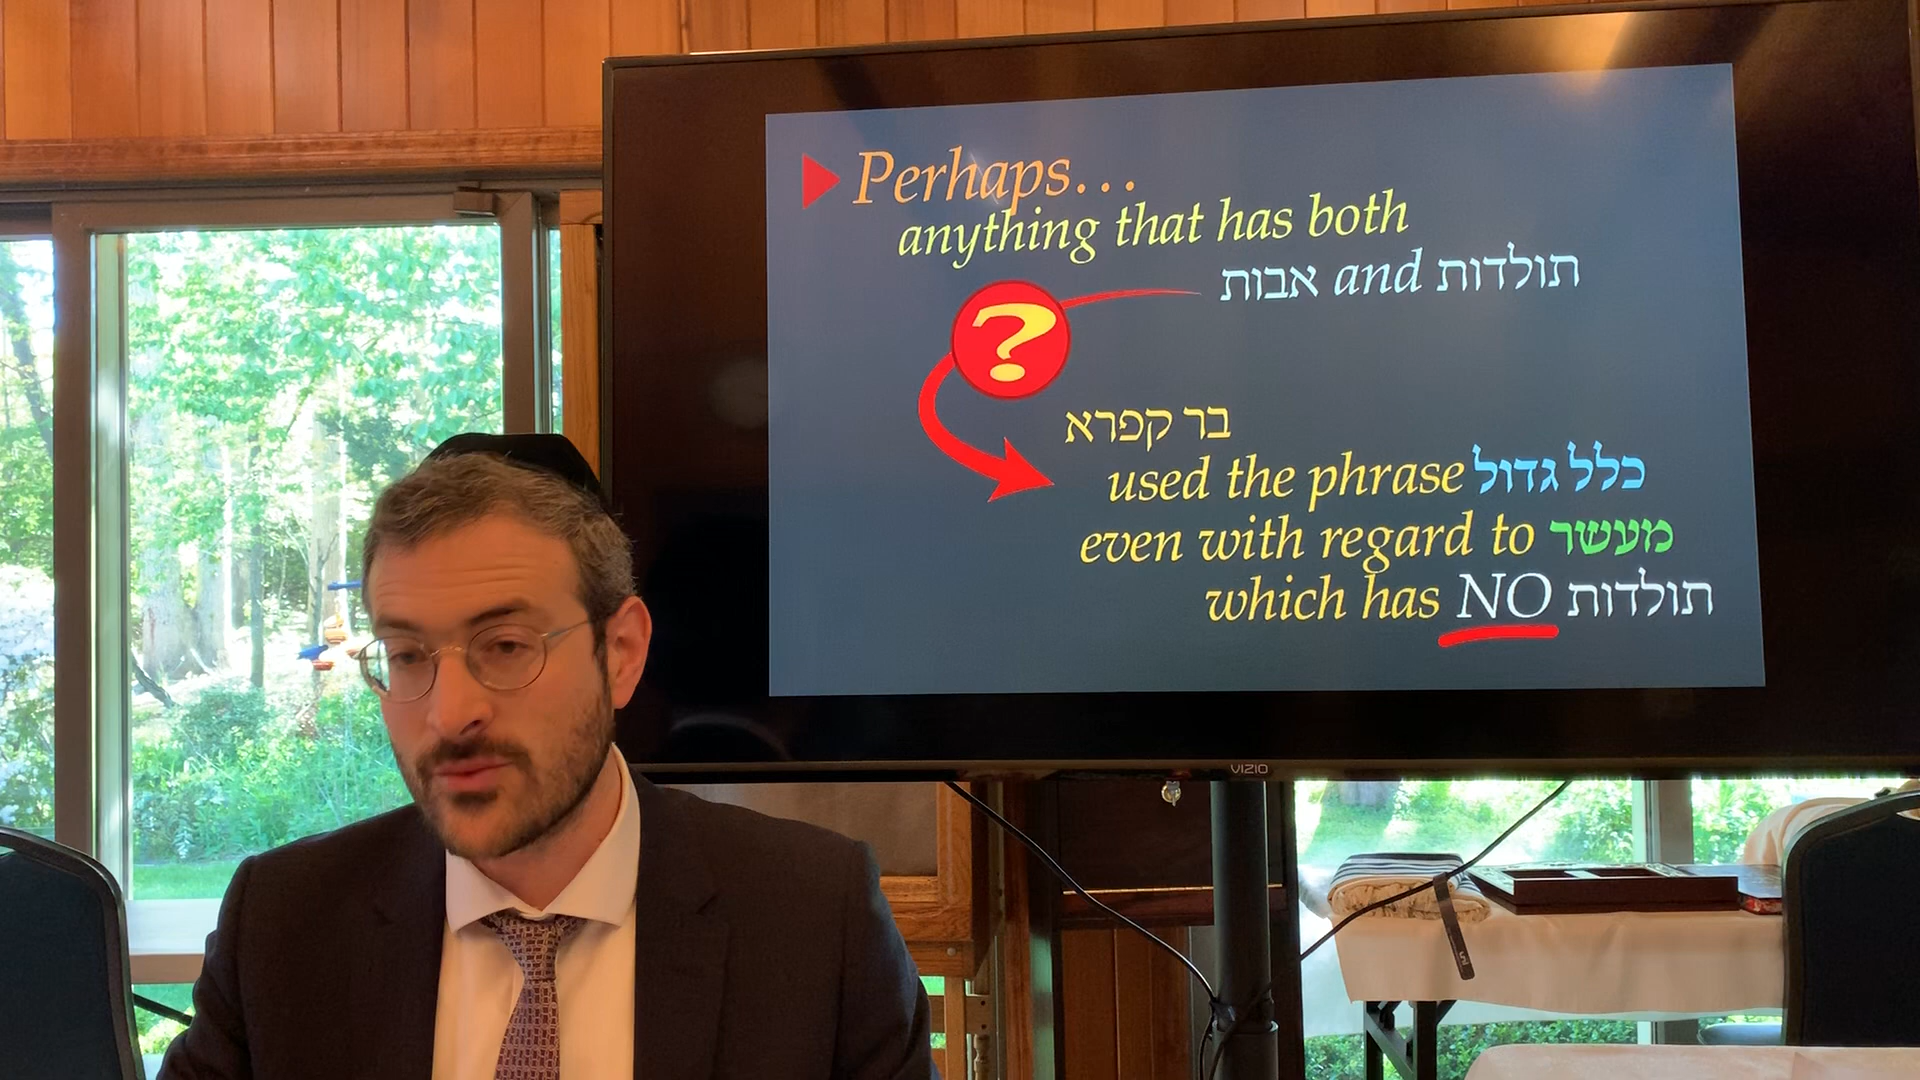 Perhaps...
anything that has both
אבות and תולדות
?
בר קפרא
used the phrase כלל גדול
even with regard to מעשר
which has NO תולדות
VIZIO